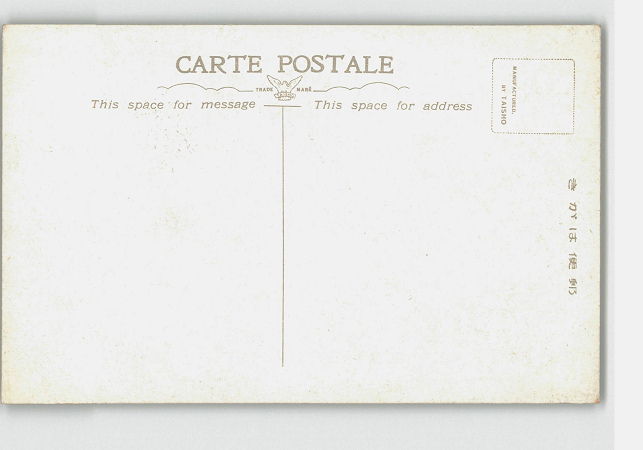 CARTE POSTALE
TRADE MARK
This space for message
This space for address
MANUFACTURED.
BY TAISHO
きがは便郵